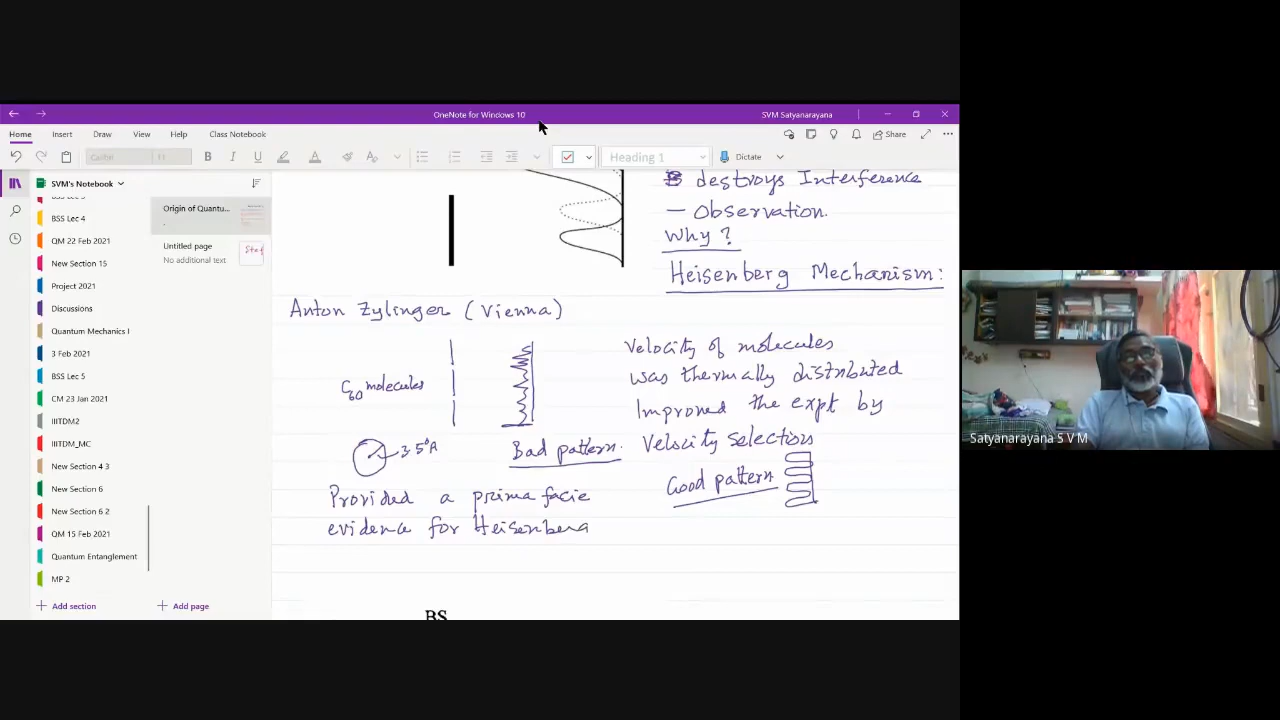 OneNote for Windows 10
SVM Satyanarayana
Home Insert Draw View Help Class Notebook
Share
B I U A
Heading 1
Dictate
SVM's Notebook
BSS Lec 4
QM 22 Feb 2021
New Section 15
Project 2021
Discussions
Quantum Mechanics I
3 Feb 2021
BSS Lec 5
CM 23 Jan 2021
IIITDM2
IIITDM_MC
New Section 4 3
New Section 6
New Section 6 2
QM 15 Feb 2021
Quantum Entanglement
MP 2
Add section
Origin of Quantu...
Untitled page
No additional text
Add page
destroys Interference
- Observation.
Why?
Heisenberg Mechanism:
Anton Zylinger (Vienna)
C60 molecules
3.5°A
Bad pattern.
Provided a prima facie
evidence for Heisenberg
Velocity of molecules
was thermally distributed
Improved the expt by
Velocity selection
Good pattern
BS
Satyanarayana S V M